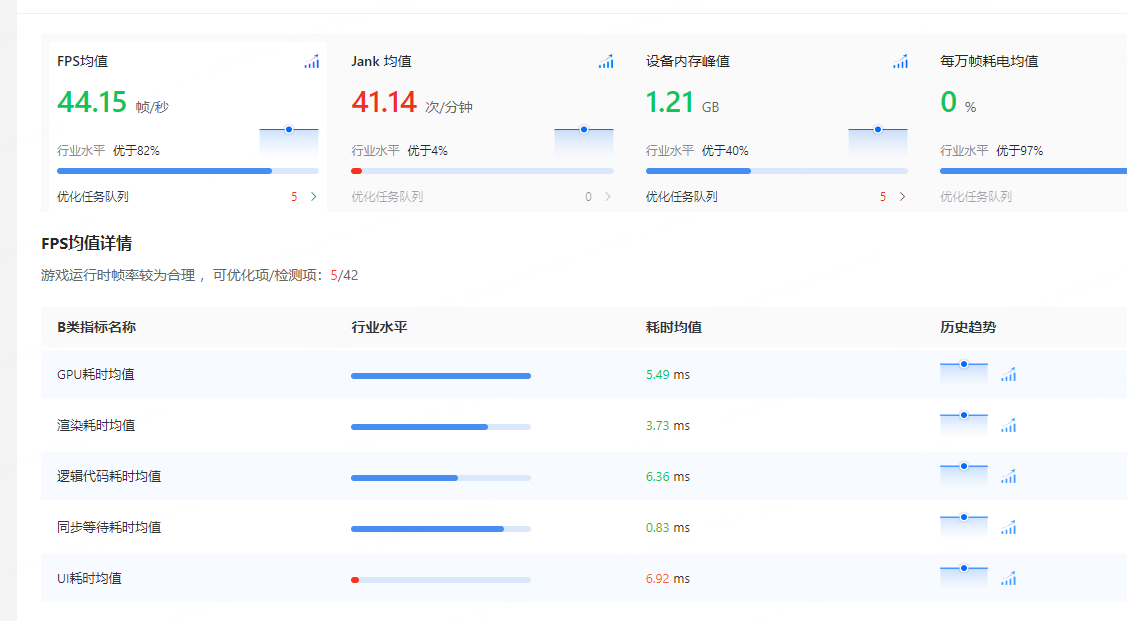 FPS均值 Jank 均值 设备内存峰值 每万帧耗电均值
44.15 帧/秒 41.14 次/分钟 1.21 GB 0 %
行业水平 优于82% 行业水平 优于4% 行业水平 优于40% 行业水平 优于97%
优化任务队列 5 优化任务队列 0 优化任务队列 5 优化任务队列
FPS均值详情
游戏运行时帧率较为合理 ，可优化项/检测项：5/42
B类指标名称 行业水平 耗时均值 历史趋势
GPU耗时均值 5.49 ms
渲染耗时均值 3.73 ms
逻辑代码耗时均值 6.36 ms
同步等待耗时均值 0.83 ms
UI耗时均值 6.92 ms